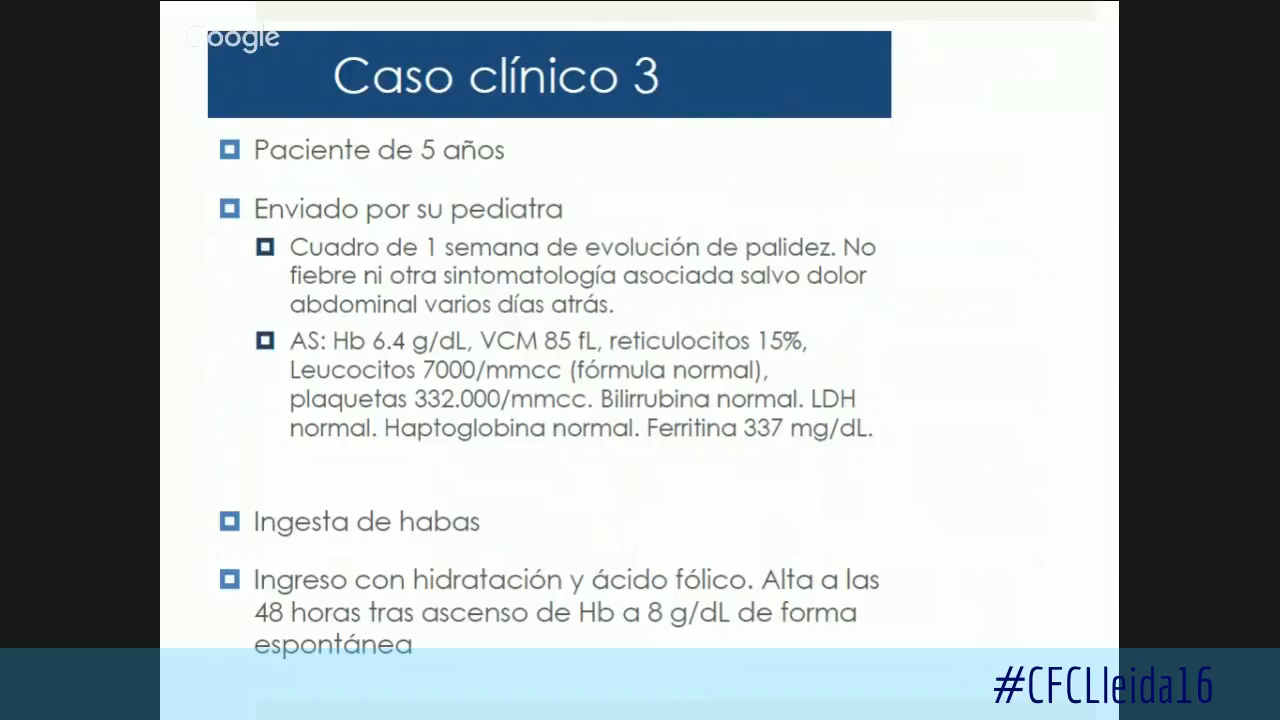 Google
Caso clínico 3
Paciente de 5 años
Enviado por su pediatra
Cuadro de 1 semana de evolución de palidez. No
fiebre ni otra sintomatología asociada salvo dolor
abdominal varios días atrás.
AS: Hb 6.4 g/dL, VCM 85 fL, reticulocitos 15%,
Leucocitos 7000/mmcc (fórmula normal),
plaquetas 332.000/mmcc. Bilirrubina normal. LDH
normal. Haptoglobina normal. Ferritina 337 mg/dL.
Ingesta de habas
Ingreso con hidratación y ácido fólico. Alta a las
48 horas tras ascenso de Hb a 8 g/dL de forma
espontánea
#CFCLleida16